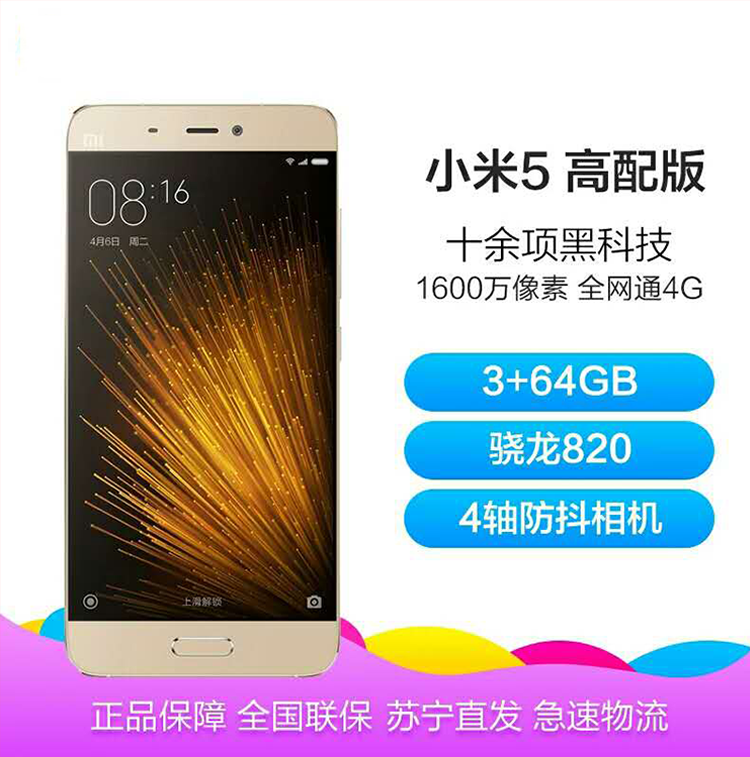 小米5 高配版
十余项黑科技
1600万像素 全网通4G
3+64GB
骁龙820
4轴防抖相机
MI
08:16
4月6日 周二
上滑解锁
正品保障 全国联保 苏宁直发 急速物流